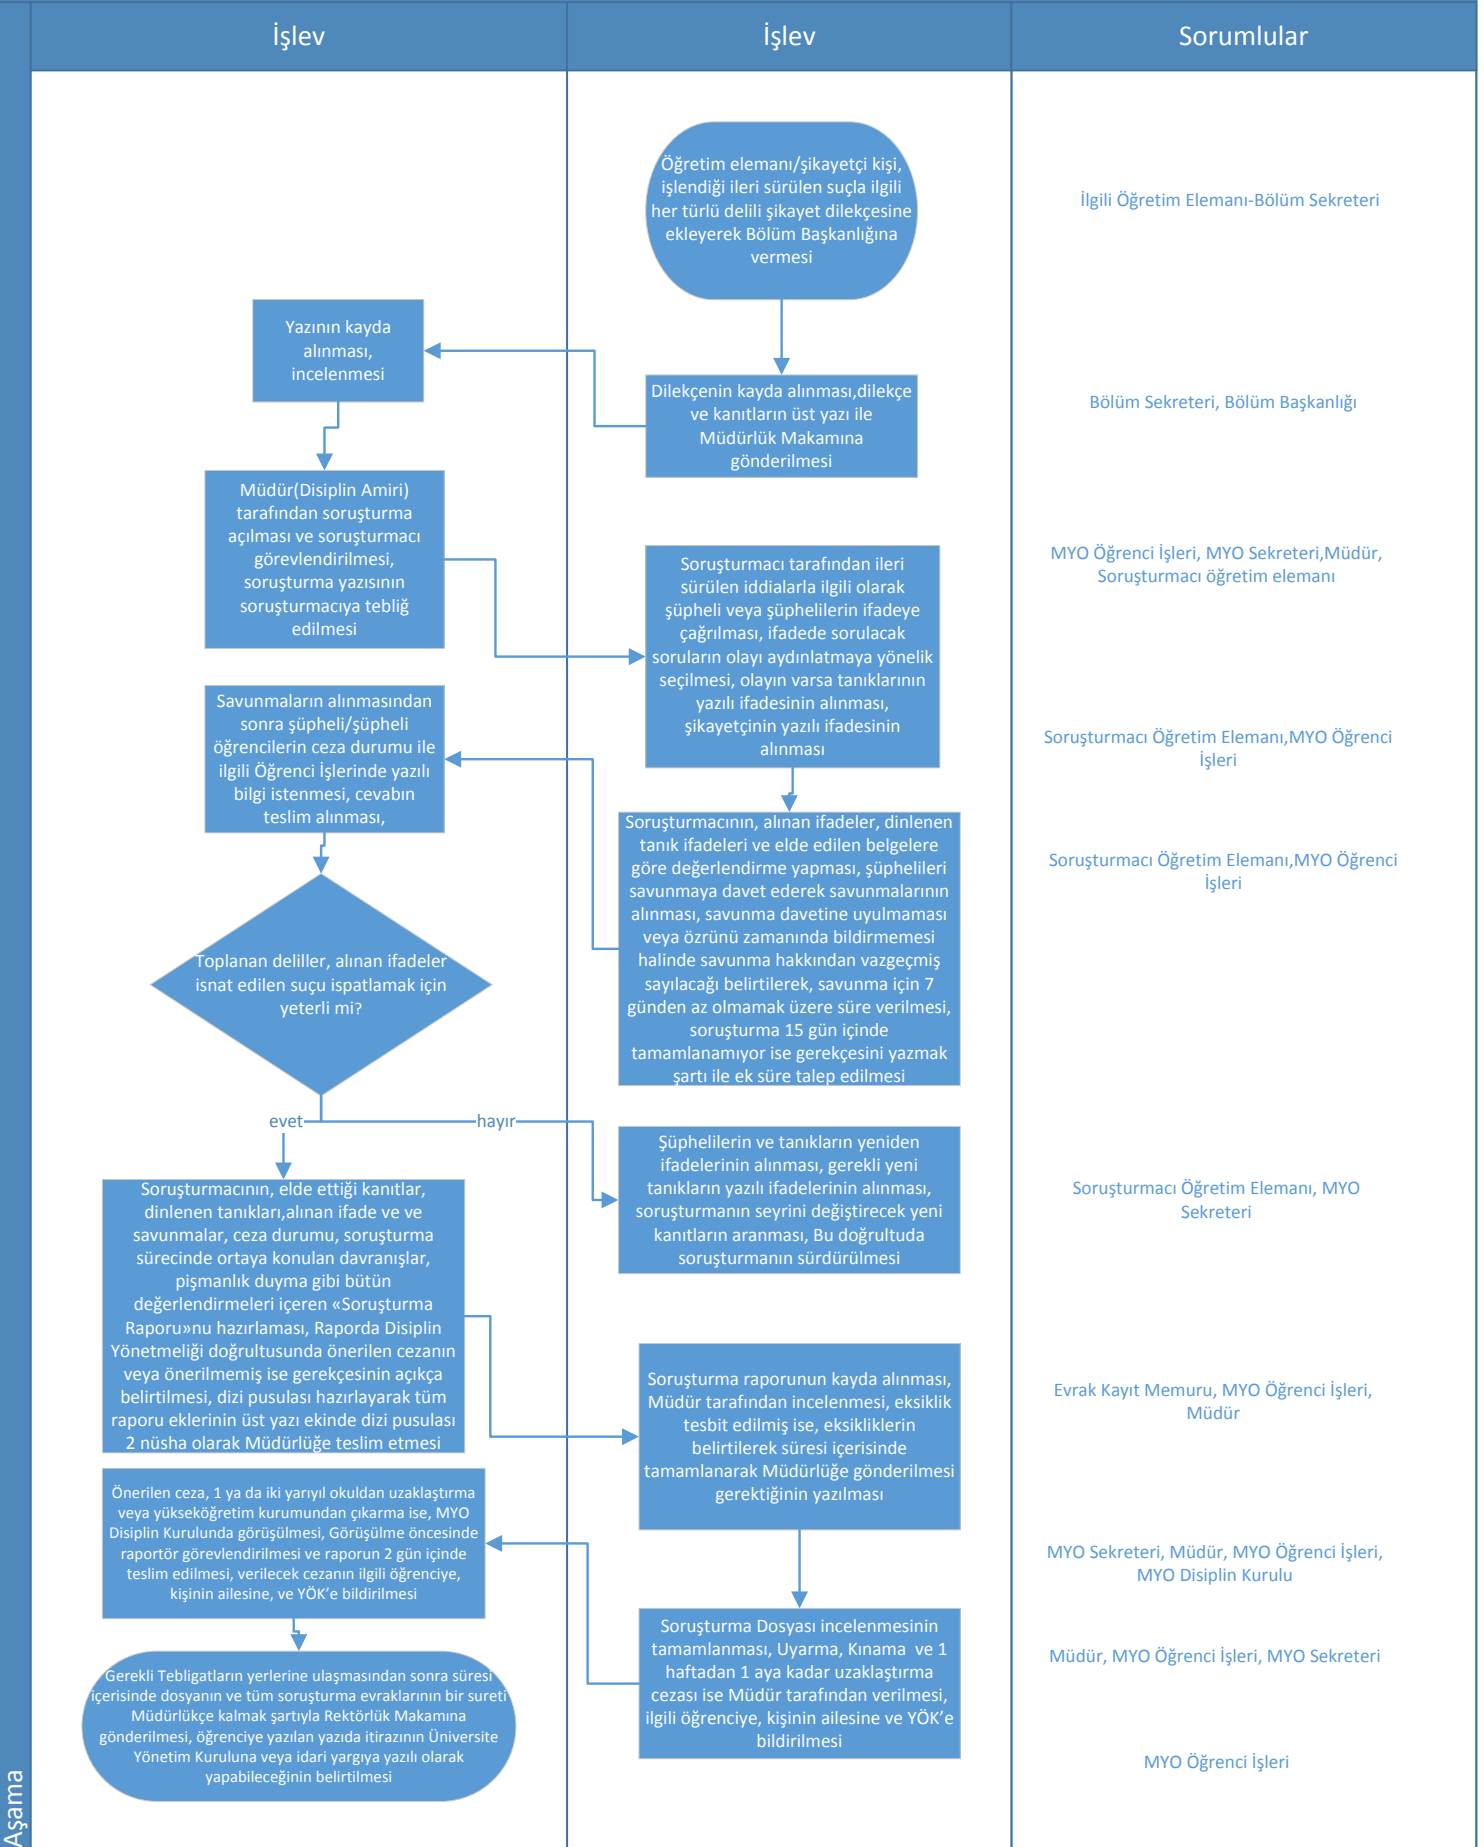 İşlev
İşlev
Sorumlular
Öğretim elemanı/şikayetçi kişi,
işlendiği ileri sürülen suçla ilgili
her türlü delili şikayet dilekçesine
ekleyerek Bölüm Başkanlığına
vermesi
İlgili Öğretim Elemanı-Bölüm Sekreteri
Yazının kayda
alınması,
incelenmesi
Dilekçenin kayda alınması,dilekçe
ve kanıtların üst yazı ile
Müdürlük Makamına
gönderilmesi
Bölüm Sekreteri, Bölüm Başkanlığı
Müdür(Disiplin Amiri)
tarafından soruşturma
açılması ve soruşturmacı
görevlendirilmesi,
soruşturma yazısının
soruşturmacıya tebliğ
edilmesi
Soruşturmacı tarafından ileri
sürülen iddialarla ilgili olarak
şüpheli veya şüphelilerin ifadeye
çağrılması, ifadede sorulacak
soruların olayı aydınlatmaya yönelik
seçilmesi, olayın varsa tanıklarının
yazılı ifadesinin alınması,
şikayetçinin yazılı ifadesinin
alınması
MYO Öğrenci İşleri, MYO Sekreteri,Müdür,
Soruşturmacı öğretim elemanı
Savunmaların alınmasından
sonra şüpheli/şüpheli
öğrencilerin ceza durumu ile
ilgili Öğrenci İşlerinde yazılı
bilgi istenmesi, cevabın
teslim alınması,
Soruşturmacı Öğretim Elemanı,MYO Öğrenci
İşleri
Soruşturmacının, alınan ifadeler, dinlenen
tanık ifadeleri ve elde edilen belgelere
göre değerlendirme yapması, şüphelileri
savunmaya davet ederek savunmalarının
alınması, savunma davetine uyulmaması
veya özrünü zamanında bildirmemesi
halinde savunma hakkından vazgeçmiş
sayılacağı belirtilerek, savunma için 7
günden az olmamak üzere süre verilmesi,
soruşturma 15 gün içinde
tamamlanamıyor ise gerekçesini yazmak
şartı ile ek süre talep edilmesi
Soruşturmacı Öğretim Elemanı,MYO Öğrenci
İşleri
Toplanan deliller, alınan ifadeler
isnat edilen suçu ispatlamak için
yeterli mi?
evet
hayır
Şüphelilerin ve tanıkların yeniden
ifadelerinin alınması, gerekli yeni
tanıkların yazılı ifadelerinin alınması,
soruşturmanın seyrini değiştirecek yeni
kanıtların aranması, Bu doğrultuda
soruşturmanın sürdürülmesi
Soruşturmacı Öğretim Elemanı, MYO
Sekreteri
Soruşturmacının, elde ettiği kanıtlar,
dinlenen tanıkları,alınan ifade ve ve
savunmalar, ceza durumu, soruşturma
sürecinde ortaya konulan davranışlar,
pişmanlık duyma gibi bütün
değerlendirmeleri içeren «Soruşturma
Raporu»nu hazırlaması, Raporda Disiplin
Yönetmeliği doğrultusunda önerilen cezanın
veya önerilmemiş ise gerekçesinin açıkça
belirtilmesi, dizi pusulası hazırlayarak tüm
raporu eklerinin üst yazı ekinde dizi pusulası
2 nüsha olarak Müdürlüğe teslim etmesi
Soruşturma raporunun kayda alınması,
Müdür tarafından incelenmesi, eksiklik
tesbit edilmiş ise, eksikliklerin
belirtilerek süresi içerisinde
tamamlanarak Müdürlüğe gönderilmesi
gerektiğinin yazılması
Evrak Kayıt Memuru, MYO Öğrenci İşleri,
Müdür
Önerilen ceza, 1 ya da iki yarıyıl okuldan uzaklaştırma
veya yükseköğretim kurumundan çıkarma ise, MYO
Disiplin Kurulunda görüşülmesi, Görüşülme öncesinde
raportör görevlendirilmesi ve raporun 2 gün içinde
teslim edilmesi, verilecek cezanın ilgili öğrenciye,
kişinin ailesine, ve YÖK’e bildirilmesi
MYO Sekreteri, Müdür, MYO Öğrenci İşleri,
MYO Disiplin Kurulu
Soruşturma Dosyası incelenmesinin
tamamlanması, Uyarma, Kınama ve 1
haftadan 1 aya kadar uzaklaştırma
cezası ise Müdür tarafından verilmesi,
ilgili öğrenciye, kişinin ailesine ve YÖK’e
bildirilmesi
Müdür, MYO Öğrenci İşleri, MYO Sekreteri
Gerekli Tebligatların yerlerine ulaşmasından sonra süresi
içerisinde dosyanın ve tüm soruşturma evraklarının bir sureti
Müdürlükçe kalmak şartıyla Rektörlük Makamına
gönderilmesi, öğrenciye yazılan yazıda itirazının Üniversite
Yönetim Kuruluna veya idari yargıya yazılı olarak
yapabileceğinin belirtilmesi
MYO Öğrenci İşleri
Aşama